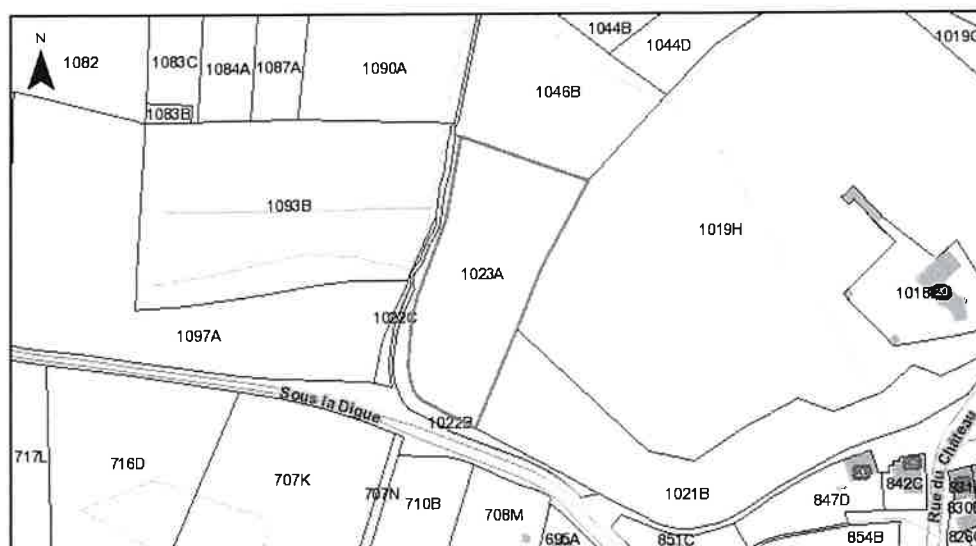 N
1082
1083C
1084A
1087A
1090A
1044B
1044D
1083B
1046B
1093B
1019H
1023A
1022C
1097A
Sous la Digue
1022B
717L
716D
707K
707N
710B
708M
695A
1021B
851C
847D
842C
854B
Rue du Château